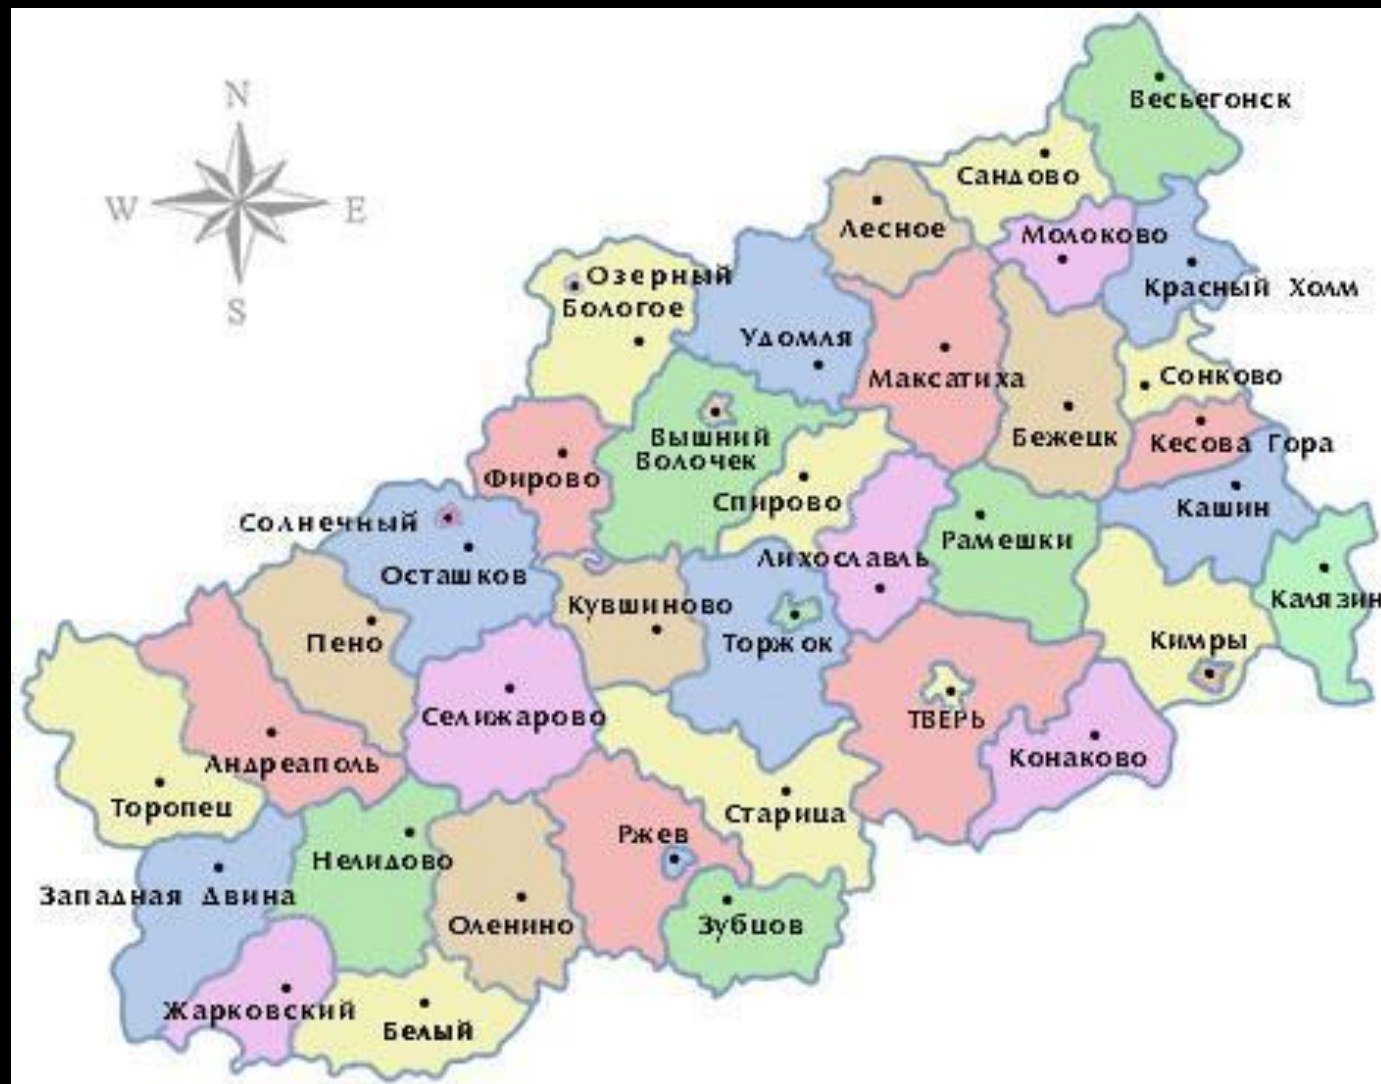 N
W
E
S
Весьегонск
Сандово
Лесное
Молоково
Красный Холм
Озерный
Бологое
Удомля
Максатиха
Сонково
Бежецк
Кесова Гора
Вышний
Волочек
Фирово
Спирово
Кашин
Солнечный
Осташков
Лихославль
Рамешки
Калязин
Кувшиново
Торжок
Пено
Кимры
Селижарово
ТВЕРЬ
Конаково
Андреаполь
Торопец
Старица
Ржев
Нелидово
Западная Двина
Оленино
Зубцов
Жарковский
Белый